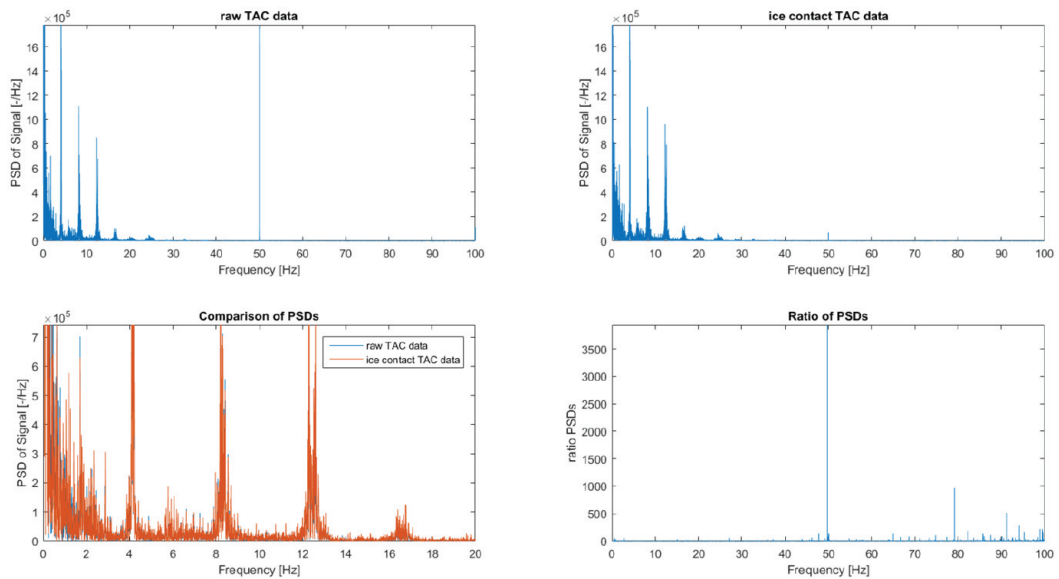 raw TAC data
×10⁵
PSD of Signal [-/Hz]
16
14
12
10
8
6
4
2
0
0 10 20 30 40 50 60 70 80 90 100
Frequency [Hz]
ice contact TAC data
×10⁵
PSD of Signal [-/Hz]
16
14
12
10
8
6
4
2
0
0 10 20 30 40 50 60 70 80 90 100
Frequency [Hz]
Comparison of PSDs
×10⁵
raw TAC data
ice contact TAC data
PSD of Signal [-/Hz]
7
6
5
4
3
2
1
0
0 2 4 6 8 10 12 14 16 18 20
Frequency [Hz]
Ratio of PSDs
ratio PSDs
3500
3000
2500
2000
1500
1000
500
0
0 10 20 30 40 50 60 70 80 90 100
Frequency [Hz]